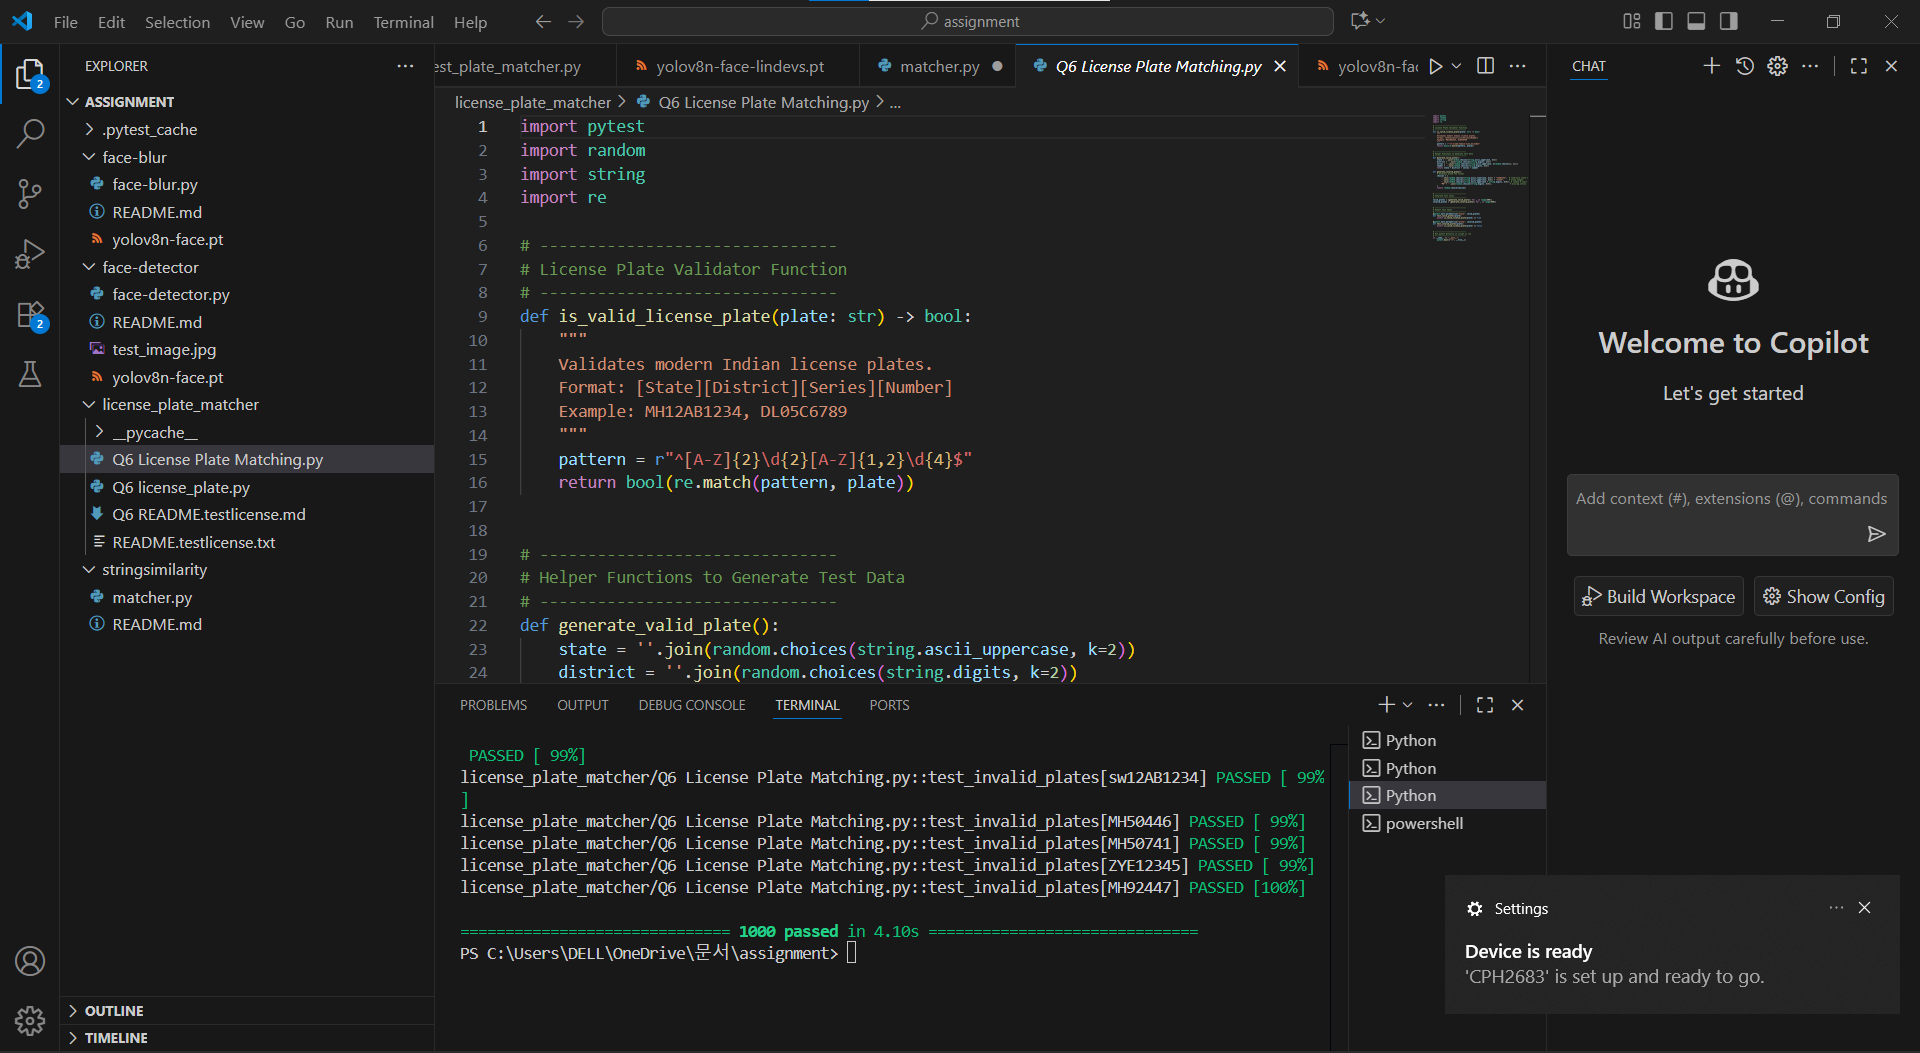 File Edit Selection View Go Run Terminal Help
assignment
EXPLORER
ASSIGNMENT
.pytest_cache
face-blur
face-blur.py
README.md
yolov8n-face.pt
face-detector
face-detector.py
README.md
test_image.jpg
yolov8n-face.pt
license_plate_matcher
__pycache__
Q6 License Plate Matching.py
Q6 license_plate.py
Q6 README.testlicense.md
README.testlicense.txt
stringsimilarity
matcher.py
README.md
OUTLINE
TIMELINE
2
2
est_plate_matcher.py yolov8n-face-lindevs.pt matcher.py Q6 License Plate Matching.py yolov8n-fac
license_plate_matcher > Q6 License Plate Matching.py > ...
1 import pytest
2 import random
3 import string
4 import re
5
6 # -------------------------------
7 # License Plate Validator Function
8 # -------------------------------
9 def is_valid_license_plate(plate: str) -> bool:
10 """
11 Validates modern Indian license plates.
12 Format: [State][District][Series][Number]
13 Example: MH12AB1234, DL05C6789
14 """
15 pattern = r"^[A-Z]{2}\d{2}[A-Z]{1,2}\d{4}$"
16 return bool(re.match(pattern, plate))
17
18
19 # -------------------------------
20 # Helper Functions to Generate Test Data
21 # -------------------------------
22 def generate_valid_plate():
23 state = ''.join(random.choices(string.ascii_uppercase, k=2))
24 district = ''.join(random.choices(string.digits, k=2))
PROBLEMS OUTPUT DEBUG CONSOLE TERMINAL PORTS
PASSED [ 99%]
license_plate_matcher/Q6 License Plate Matching.py::test_invalid_plates[sw12AB1234] PASSED [ 99%
]
license_plate_matcher/Q6 License Plate Matching.py::test_invalid_plates[MH50446] PASSED [ 99%]
license_plate_matcher/Q6 License Plate Matching.py::test_invalid_plates[MH50741] PASSED [ 99%]
license_plate_matcher/Q6 License Plate Matching.py::test_invalid_plates[ZYE12345] PASSED [ 99%]
license_plate_matcher/Q6 License Plate Matching.py::test_invalid_plates[MH92447] PASSED [100%]
============================== 1000 passed in 4.10s ==============================
PS C:\Users\DELL\OneDrive\문서\assignment>
Python
Python
Python
powershell
CHAT
Welcome to Copilot
Let's get started
Add context (#), extensions (@), commands
Build Workspace Show Config
Review AI output carefully before use.
Settings
Device is ready
'CPH2683' is set up and ready to go.